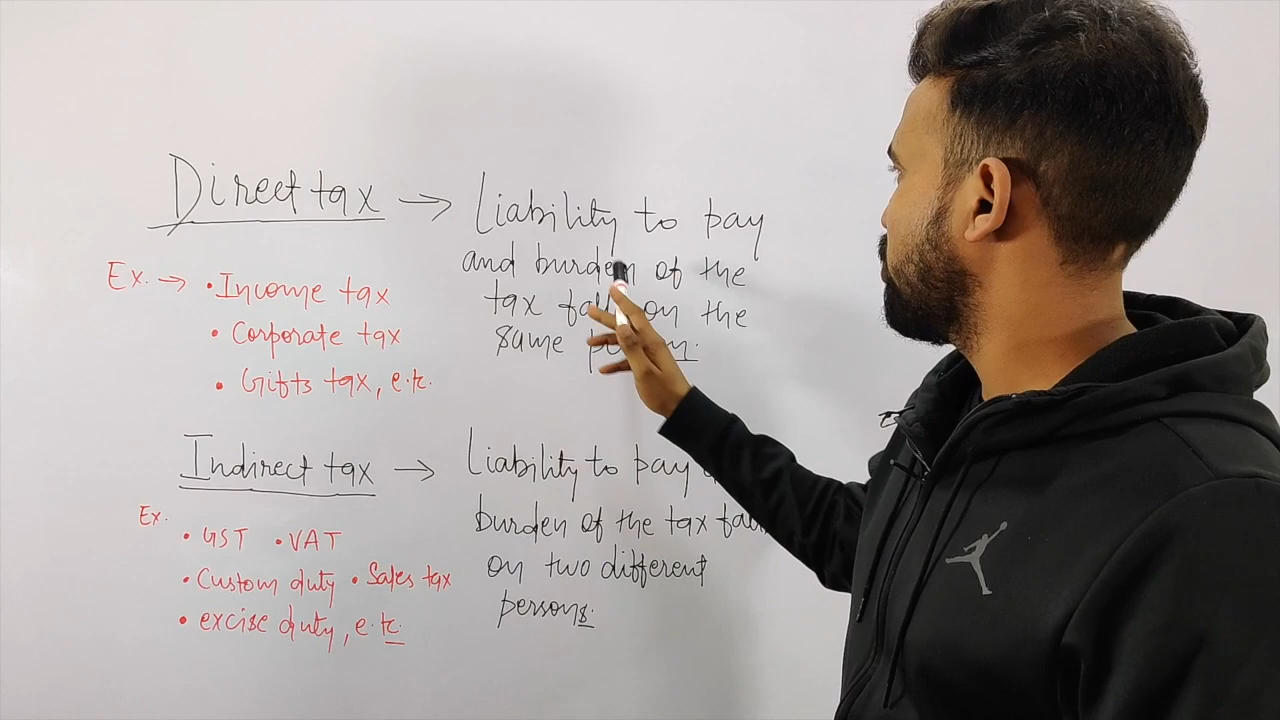 Direct tax → Liability to pay
and burden of the
tax on the
same
Ex. → • Income tax
• Corporate tax
• Gifts tax, e.t.c.
Indirect tax → Liability to pay
burden of the tax
on two different
persons.
Ex.
• GST • VAT
• Custom duty • Sales tax
• excise duty, e.t.c.